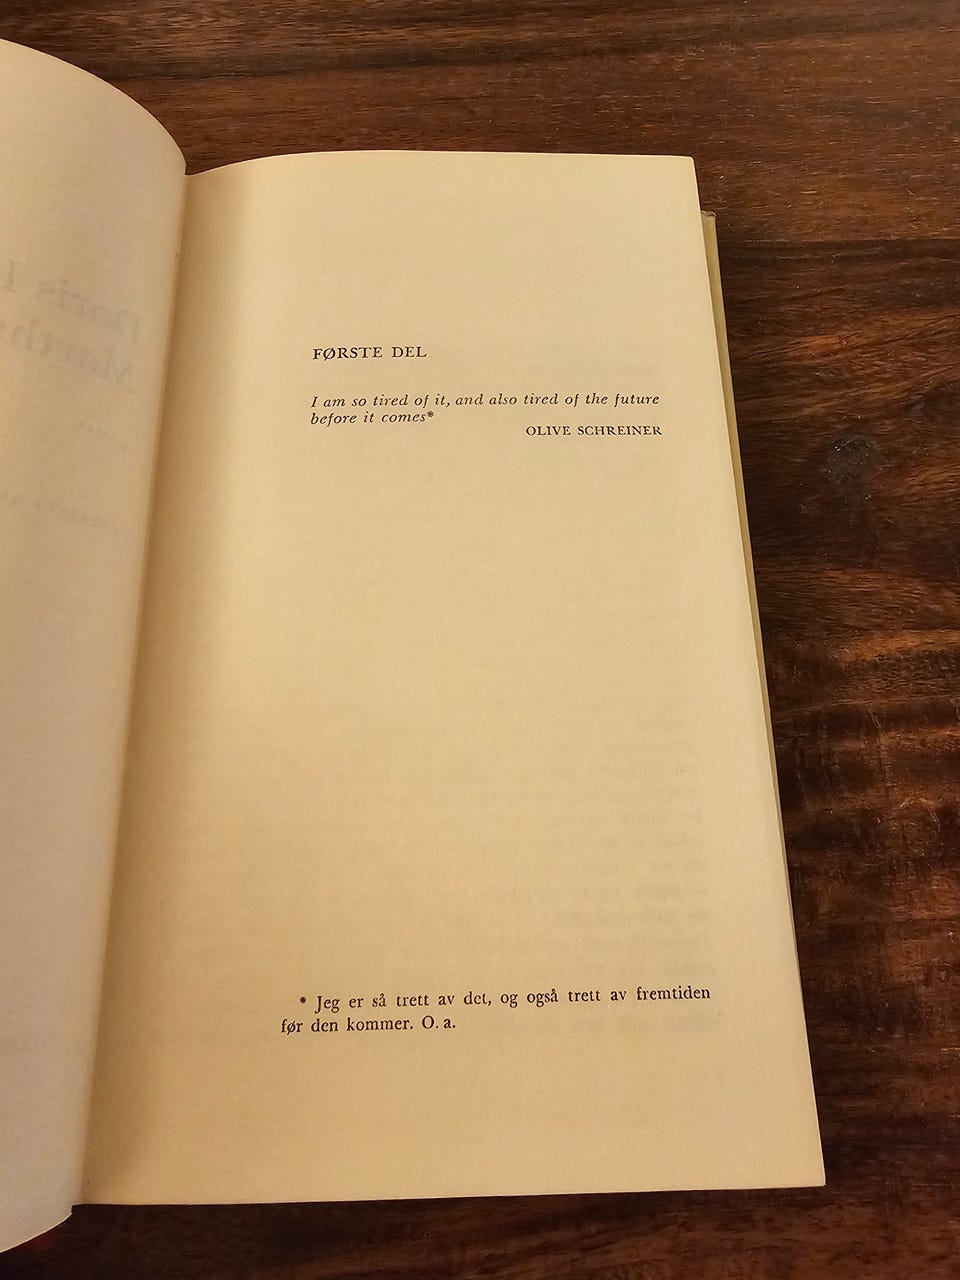 FØRSTE DEL
I am so tired of it, and also tired of the future
before it comes*
OLIVE SCHREINER
* Jeg er så trett av det, og også trett av fremtiden
før den kommer. O. a.